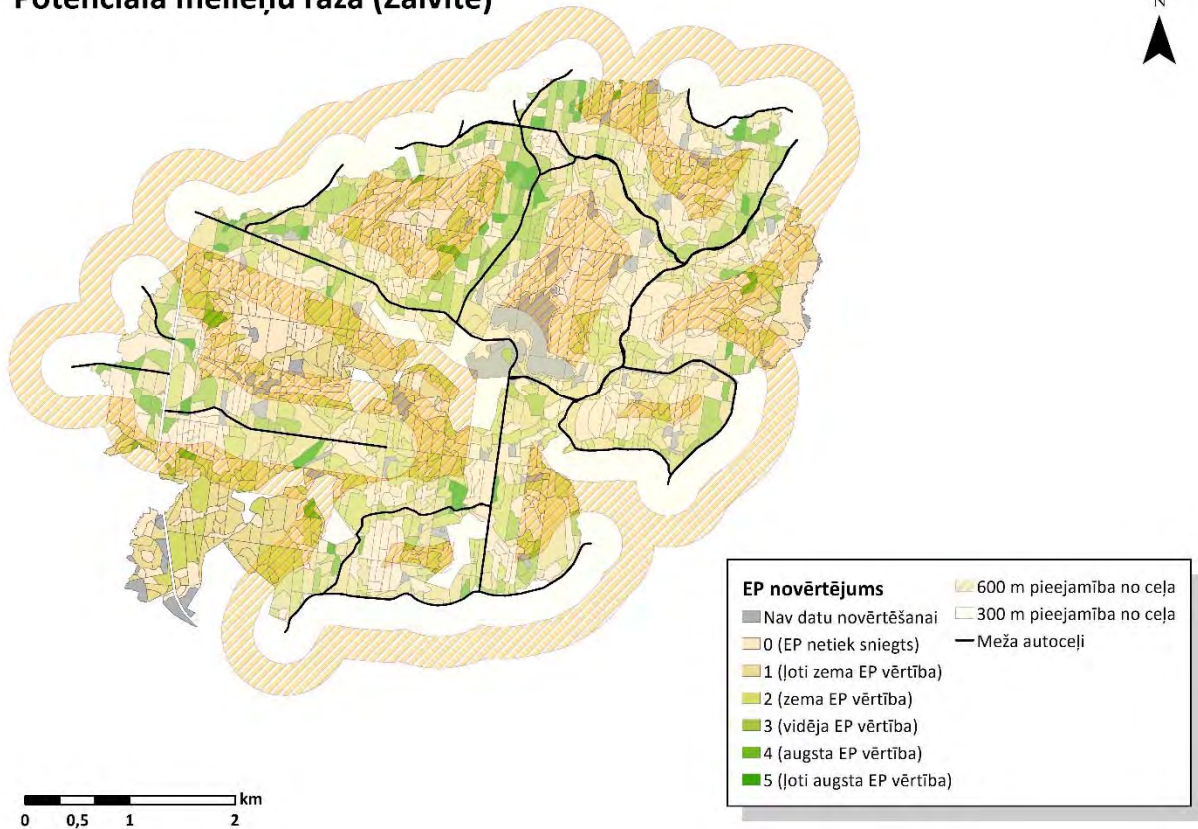 Potenciālā melleņu raža (Zalvīte)
N
EP novērtējums
Nav datu novērtēšanai
0 (EP netiek sniegts)
1 (ļoti zema EP vērtība)
2 (zema EP vērtība)
3 (vidēja EP vērtība)
4 (augsta EP vērtība)
5 (ļoti augsta EP vērtība)
600 m pieejamība no ceļa
300 m pieejamība no ceļa
Meža autoceļi
km
0 0,5 1 2